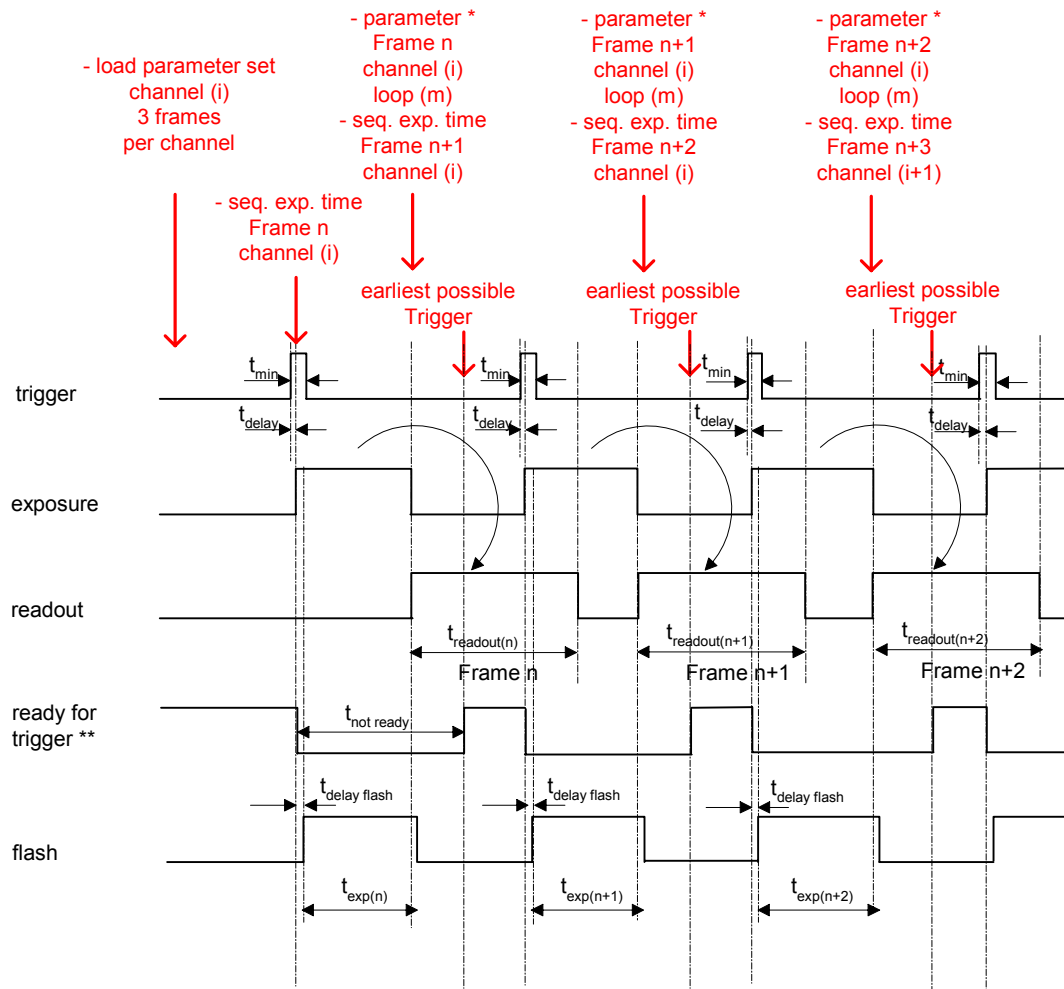 - load parameter set
channel (i)
3 frames
per channel
- seq. exp. time
Frame n
channel (i)
- parameter *
Frame n
channel (i)
loop (m)
- seq. exp. time
Frame n+1
channel (i)
- parameter *
Frame n+1
channel (i)
loop (m)
- seq. exp. time
Frame n+2
channel (i)
- parameter *
Frame n+2
channel (i)
loop (m)
- seq. exp. time
Frame n+3
channel (i+1)
earliest possible
Trigger
earliest possible
Trigger
earliest possible
Trigger
trigger
tmin
tmin
tmin
tmin
tdelay
tdelay
tdelay
tdelay
exposure
readout
treadout(n)
Frame n
treadout(n+1)
Frame n+1
treadout(n+2)
Frame n+2
ready for
trigger **
tnot ready
tdelay flash
tdelay flash
tdelay flash
flash
texp(n)
texp(n+1)
texp(n+2)